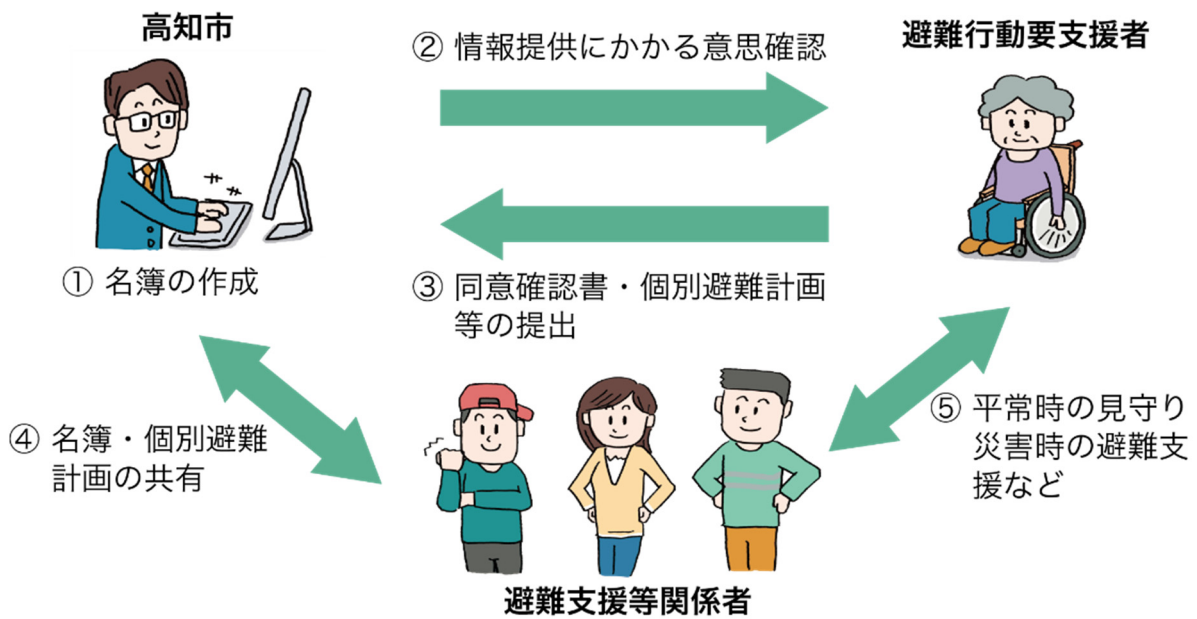 高知市
② 情報提供にかかる意思確認
避難行動要支援者
① 名簿の作成
③ 同意確認書・個別避難計画
等の提出
④ 名簿・個別避難
計画の共有
⑤ 平常時の見守り
災害時の避難支
援など
避難支援等関係者